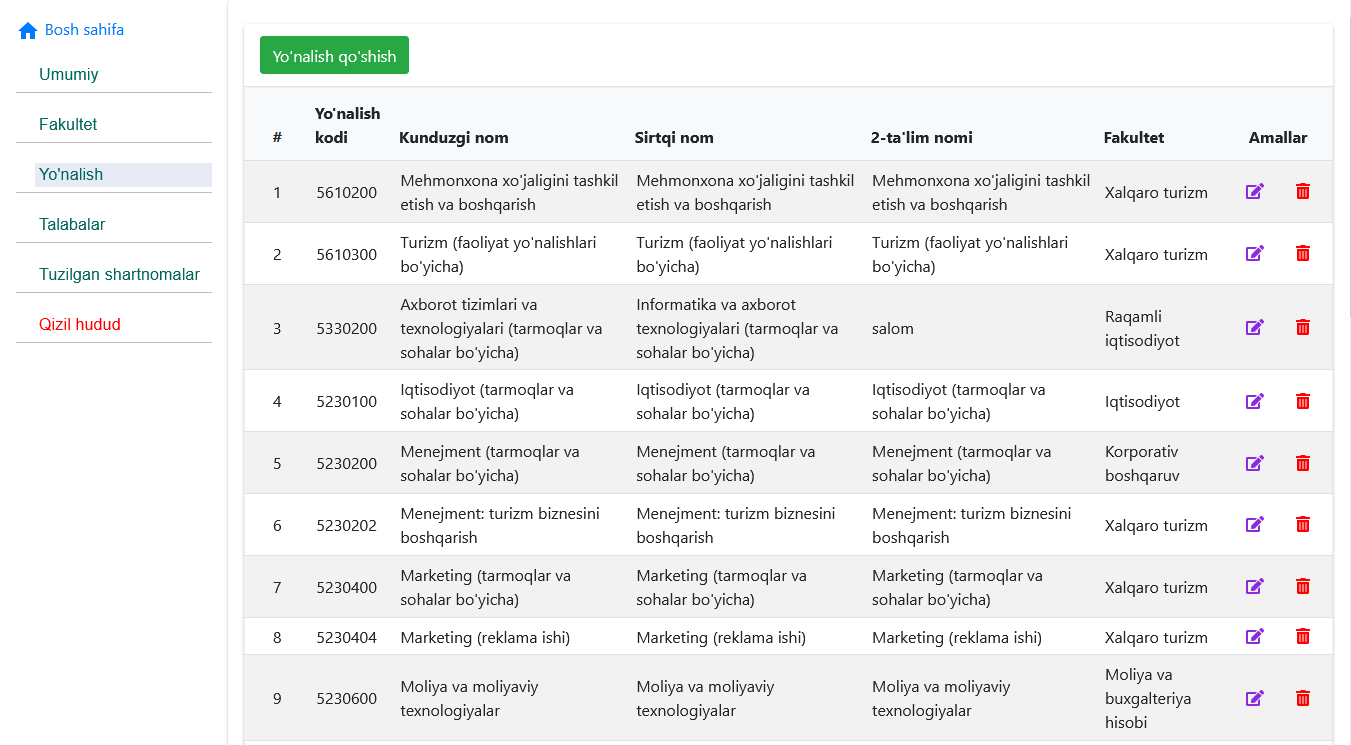 Bosh sahifa
Umumiy
Fakultet
Yo'nalish
Talabalar
Tuzilgan shartnomalar
Qizil hudud
Yo'nalish qo'shish
# Yo'nalish kodi Kunduzgi nom Sirtqi nom 2-ta'lim nomi Fakultet Amallar
1 5610200 Mehmonxona xo'jaligini tashkil etish va boshqarish Mehmonxona xo'jaligini tashkil etish va boshqarish Mehmonxona xo'jaligini tashkil etish va boshqarish Xalqaro turizm
2 5610300 Turizm (faoliyat yo'nalishlari bo'yicha) Turizm (faoliyat yo'nalishlari bo'yicha) Turizm (faoliyat yo'nalishlari bo'yicha) Xalqaro turizm
3 5330200 Axborot tizimlari va texnologiyalari (tarmoqlar va sohalar bo'yicha) Informatika va axborot texnologiyalari (tarmoqlar va sohalar bo'yicha) salom Raqamli iqtisodiyot
4 5230100 Iqtisodiyot (tarmoqlar va sohalar bo'yicha) Iqtisodiyot (tarmoqlar va sohalar bo'yicha) Iqtisodiyot (tarmoqlar va sohalar bo'yicha) Iqtisodiyot
5 5230200 Menejment (tarmoqlar va sohalar bo'yicha) Menejment (tarmoqlar va sohalar bo'yicha) Menejment (tarmoqlar va sohalar bo'yicha) Korporativ boshqaruv
6 5230202 Menejment: turizm biznesini boshqarish Menejment: turizm biznesini boshqarish Menejment: turizm biznesini boshqarish Xalqaro turizm
7 5230400 Marketing (tarmoqlar va sohalar bo'yicha) Marketing (tarmoqlar va sohalar bo'yicha) Marketing (tarmoqlar va sohalar bo'yicha) Xalqaro turizm
8 5230404 Marketing (reklama ishi) Marketing (reklama ishi) Marketing (reklama ishi) Xalqaro turizm
9 5230600 Moliya va moliyaviy texnologiyalar Moliya va moliyaviy texnologiyalar Moliya va moliyaviy texnologiyalar Moliya va buxgalteriya hisobi